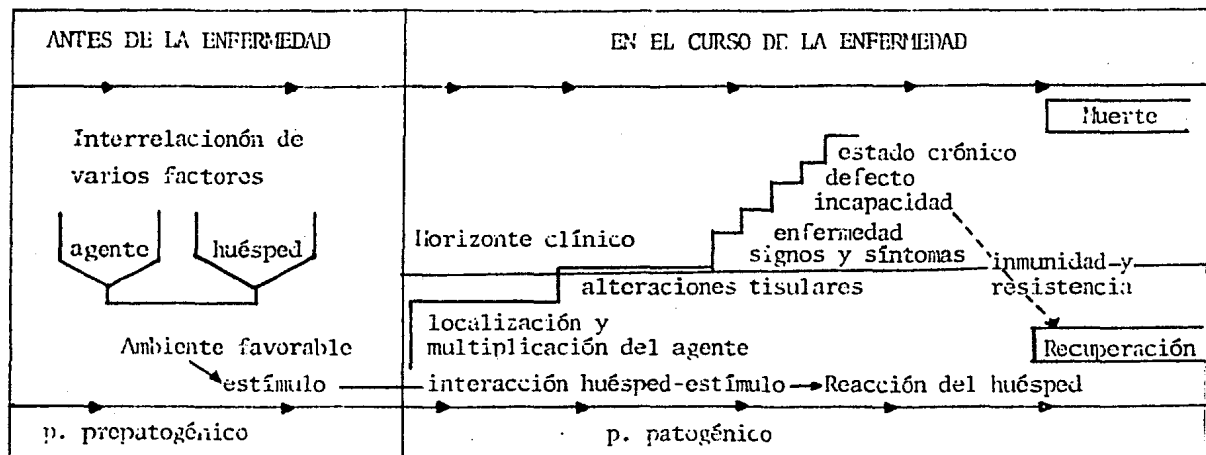 ANTES DE LA ENFERMEDAD
EN EL CURSO DE LA ENFERMEDAD
Interrelacionón de
varios factores
agente
huésped
Ambiente favorable
estímulo
Muerte
estado crónico
defecto
incapacidad
Horizonte clínico
enfermedad
signos y síntomas
inmunidad y
resistencia
alteraciones tisulares
localización y
multiplicación del agente
Recuperación
interacción huésped-estímulo
Reacción del huésped
p. prepatogénico
p. patogénico